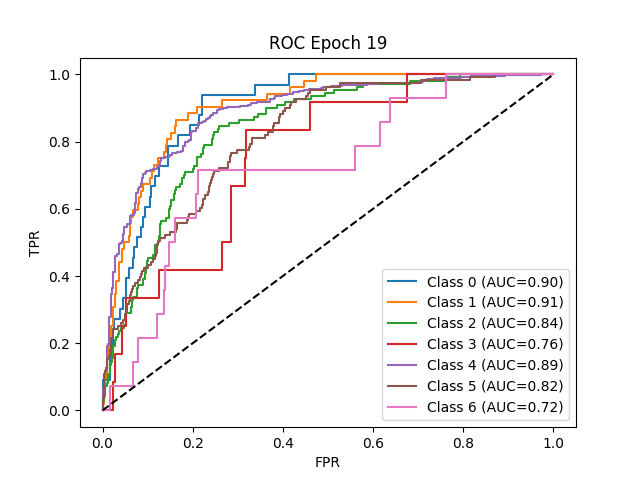 ROC Epoch 19
TPR
1.0
0.8
0.6
0.4
0.2
0.0
Class 0 (AUC=0.90)
Class 1 (AUC=0.91)
Class 2 (AUC=0.84)
Class 3 (AUC=0.76)
Class 4 (AUC=0.89)
Class 5 (AUC=0.82)
Class 6 (AUC=0.72)
0.0 0.2 0.4 0.6 0.8 1.0
FPR